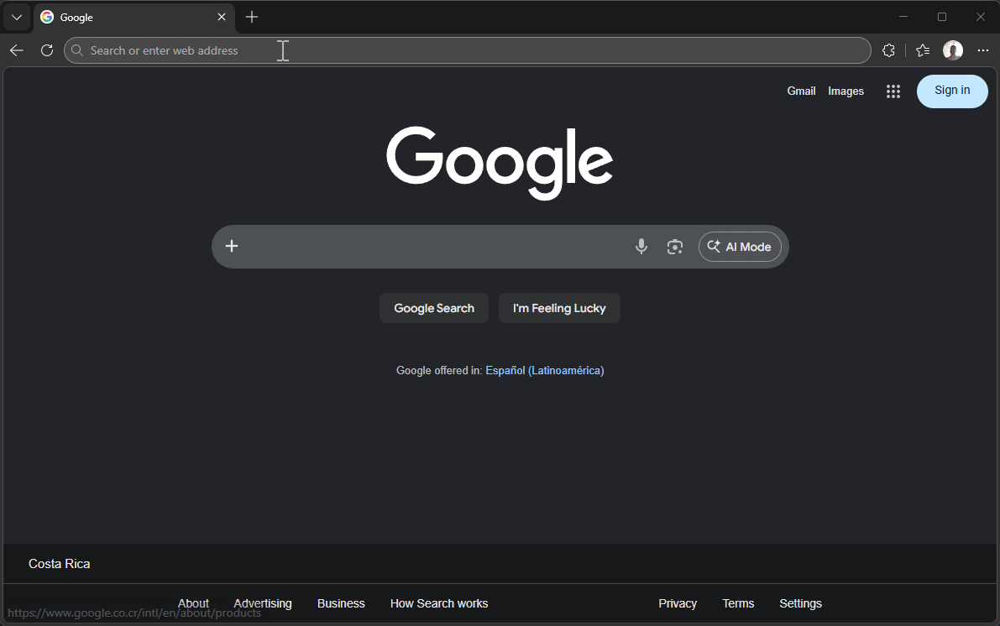 Google
Search or enter web address
Gmail Images Sign in
Google
AI Mode
Google Search I'm Feeling Lucky
Google offered in: Español (Latinoamérica)
Costa Rica
About Advertising Business How Search works Privacy Terms Settings
https://www.google.co.cr/intl/en/about/products